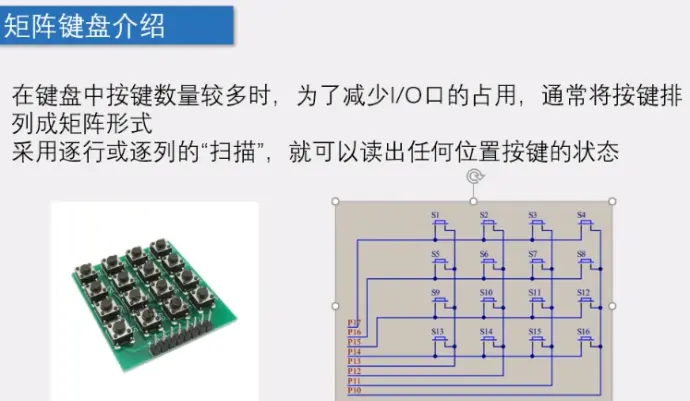 矩阵键盘介绍
在键盘中按键数量较多时，为了减少I/O口的占用，通常将按键排
列成矩阵形式
采用逐行或逐列的“扫描”，就可以读出任何位置按键的状态
S1 S2 S3 S4
S5 S6 S7 S8
S9 S10 S11 S12
S13 S14 S15 S16
P17
P16
P15
P14
P13
P12
P11
P10